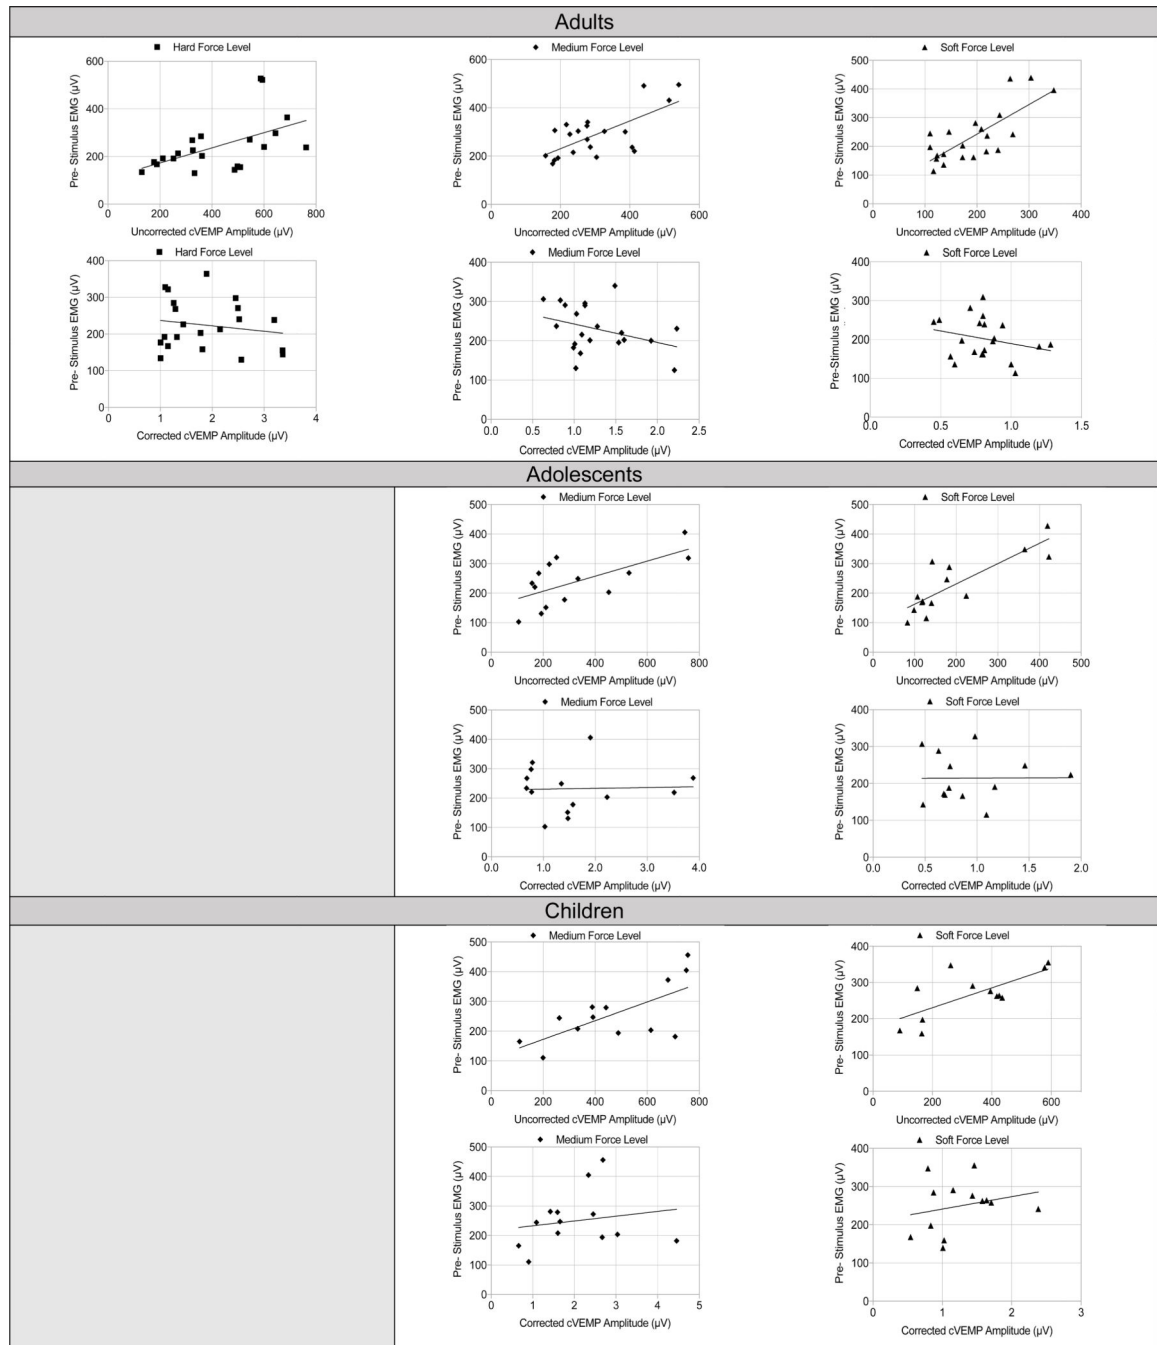 Adults
■ Hard Force Level
Pre- Stimulus EMG (µV)
600
400
200
0
0 200 400 600 800
Uncorrected cVEMP Amplitude (µV)
◆ Medium Force Level
Pre- Stimulus EMG (µV)
600
400
200
0
0 200 400 600
Uncorrected cVEMP Amplitude (µV)
▲ Soft Force Level
Pre- Stimulus EMG (µV)
500
400
300
200
100
0
0 100 200 300 400
Uncorrected cVEMP Amplitude (µV)
■ Hard Force Level
Pre- Stimulus EMG (µV)
400
300
200
100
0
0 1 2 3 4
Corrected cVEMP Amplitude (µV)
◆ Medium Force Level
Pre- Stimulus EMG (µV)
400
300
200
100
0
0.0 0.5 1.0 1.5 2.0 2.5
Corrected cVEMP Amplitude (µV)
▲ Soft Force Level
Pre-Stimulus EMG (µV)
400
300
200
100
0
0.0 0.5 1.0 1.5
Corrected cVEMP Amplitude (µV)
Adolescents
◆ Medium Force Level
Pre- Stimulus EMG (µV)
500
400
300
200
100
0
0 200 400 600 800
Uncorrected cVEMP Amplitude (µV)
▲ Soft Force Level
Pre- Stimulus EMG (µV)
500
400
300
200
100
0
0 100 200 300 400 500
Uncorrected cVEMP Amplitude (µV)
◆ Medium Force Level
Pre- Stimulus EMG (µV)
500
400
300
200
100
0
0.0 1.0 2.0 3.0 4.0
Corrected cVEMP Amplitude (µV)
▲ Soft Force Level
Pre- Stimulus EMG (µV)
400
300
200
100
0
0.0 0.5 1.0 1.5 2.0
Corrected cVEMP Amplitude (µV)
Children
◆ Medium Force Level
Pre- Stimulus EMG (µV)
500
400
300
200
100
0
0 200 400 600 800
Uncorrected cVEMP Amplitude (µV)
▲ Soft Force Level
Pre- Stimulus EMG (µV)
400
300
200
100
0
0 200 400 600
Uncorrected cVEMP Amplitude (µV)
◆ Medium Force Level
Pre- Stimulus EMG (µV)
500
400
300
200
100
0
0 1 2 3 4 5
Corrected cVEMP Amplitude (µV)
▲ Soft Force Level
Pre- Stimulus EMG (µV)
400
300
200
100
0
0 1 2 3
Corrected cVEMP Amplitude (µV)